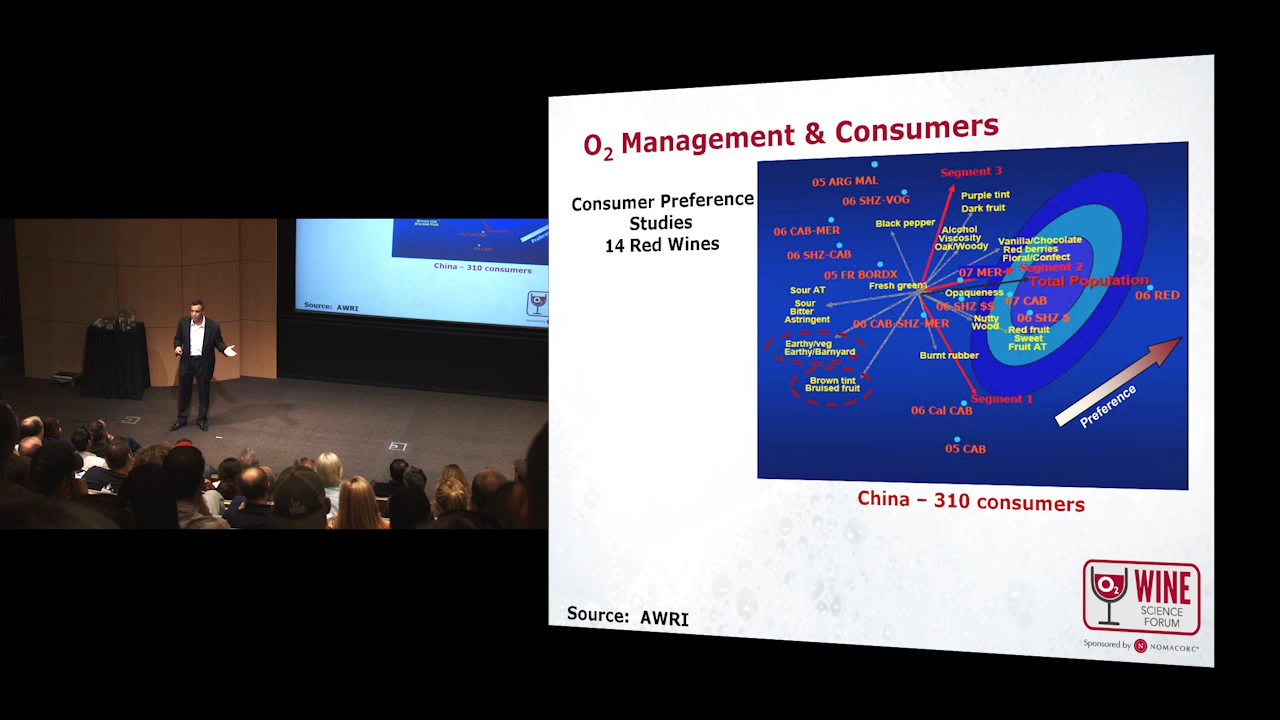 O2 Management & Consumers
Consumer Preference
Studies
14 Red Wines
05 ARG MAL
Segment 3
06 SHZ-VOG
Purple tint
Dark fruit
Black pepper
06 CAB-MER
Alcohol
Viscosity
Oak/Woody
Vanilla/Chocolate
Red berries
Floral/Confect
06 SHZ-CAB
05 FR BORDX
07 MER
Segment 2
Total Population
Fresh green
Sour AT
Opaqueness
06 RED
Sour
Bitter
Astringent
06 SHZ $$
07 CAB
06 CAB-SHZ-MER
Nutty
Wood
06 SHZ $
Red fruit
Sweet
Fruit AT
Earthy/veg
Earthy/Barnyard
Burnt rubber
Brown tint
Bruised fruit
Segment 1
Preference
06 Cal CAB
05 CAB
China – 310 consumers
Source: AWRI
O2 WINE
SCIENCE
FORUM
Sponsored by N NOMACORC
China – 310 consumers
Source: AWRI